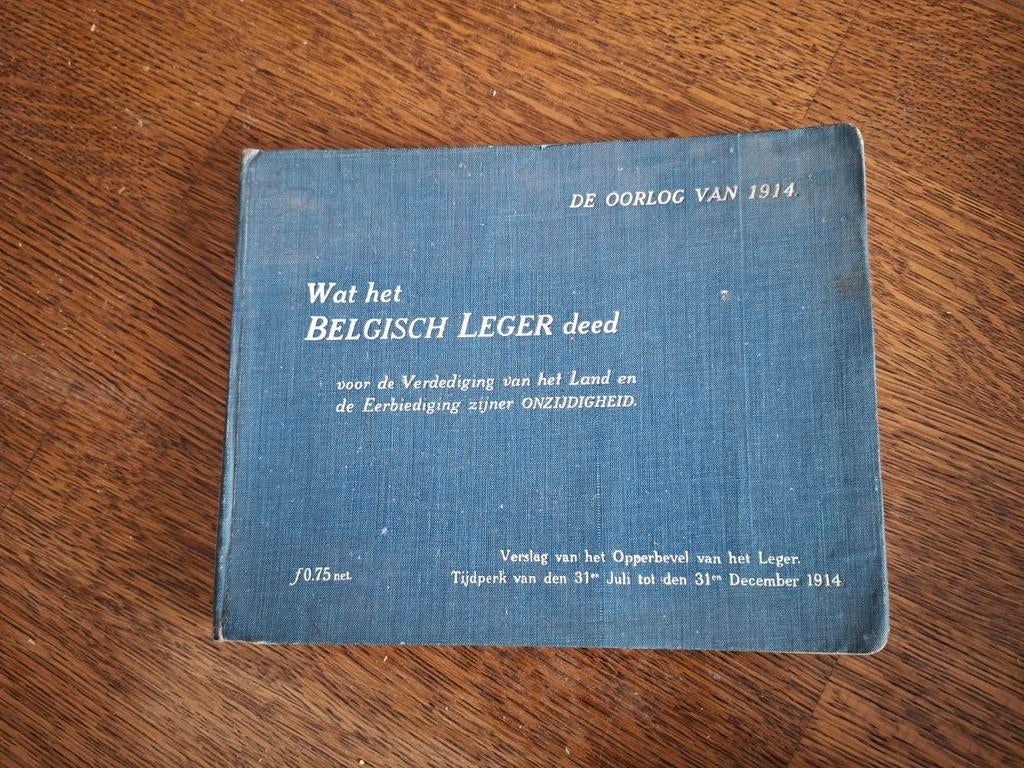 DE OORLOG VAN 1914.
Wat het
BELGISCH LEGER deed
voor de Verdediging van het Land en
de Eerbiediging zijner ONZIJDIGHEID.
Verslag van het Opperbevel van het Leger.
Tijdperk van den 31en Juli tot den 31en December 1914
ƒ 0.75 net.